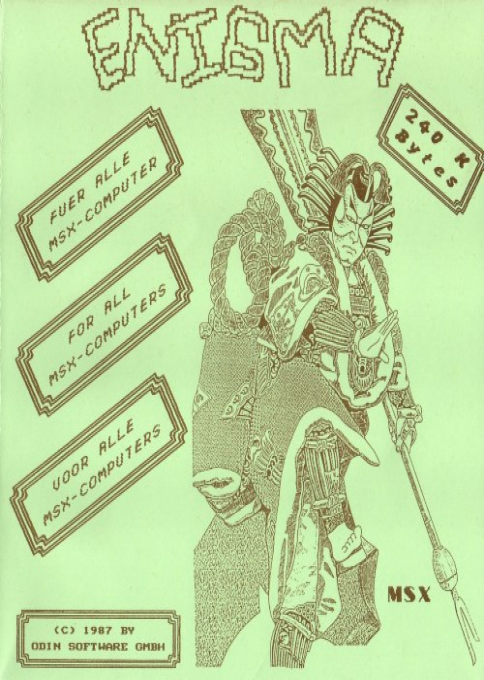 ENIGMA
240 K
Bytes
FUER ALLE
MSX-COMPUTER
FOR ALL
MSX-COMPUTERS
VOOR ALLE
MSX-COMPUTERS
MSX
(C) 1987 BY
ODIN SOFTWARE GMBH